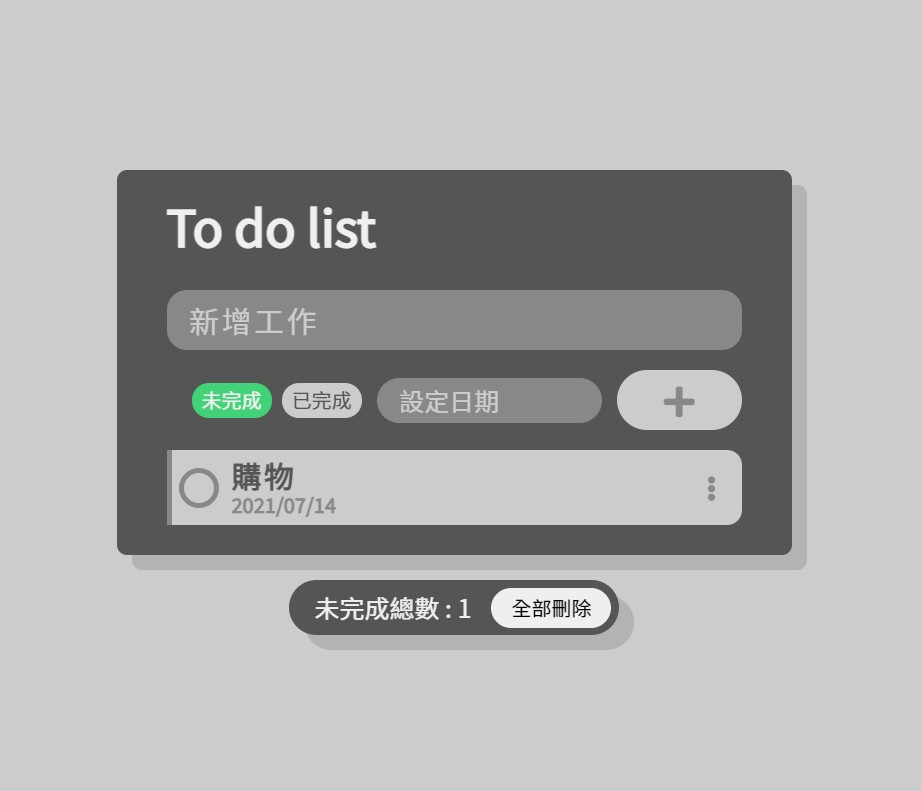 To do list
新增工作
未完成 已完成 設定日期
購物
2021/07/14
未完成總數 : 1 全部刪除